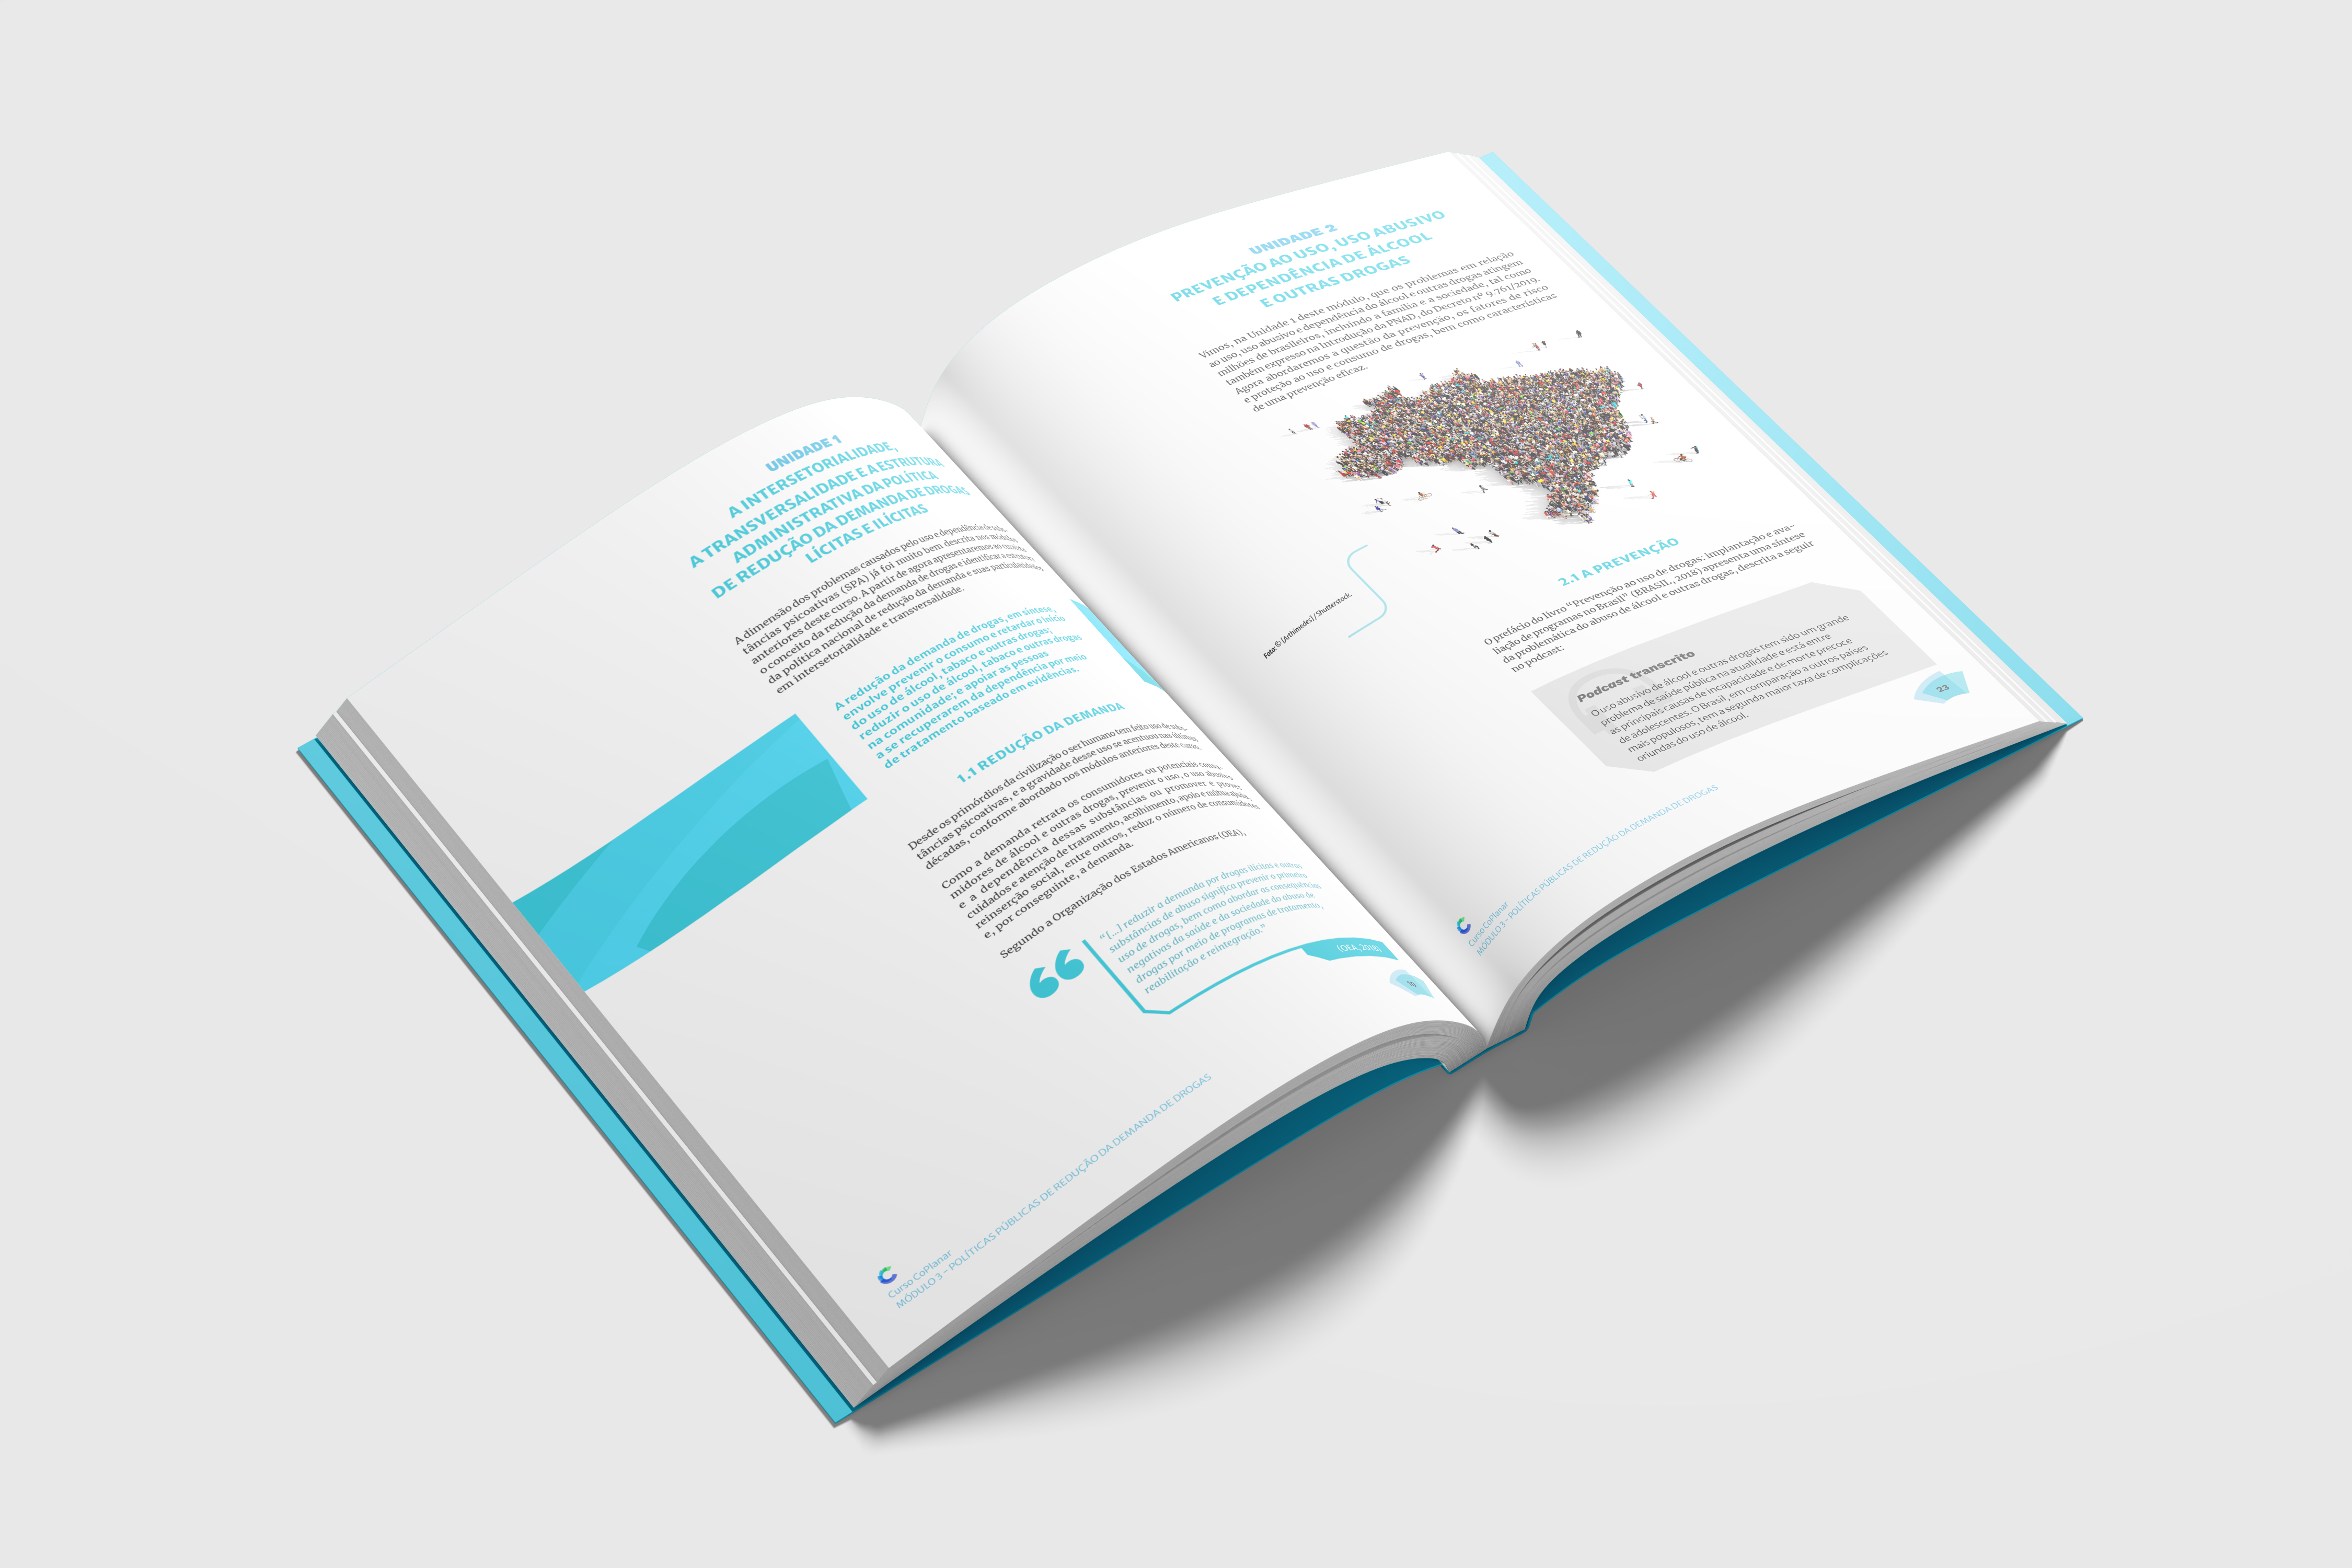 UNIDADE 1
A INTERSETORIALIDADE,
A TRANSVERSALIDADE E A ESTRUTURA
ADMINISTRATIVA DA POLÍTICA
DE REDUÇÃO DA DEMANDA DE DROGAS
LÍCITAS E ILÍCITAS
A dimensão dos problemas causados pelo uso e dependência de subs-
tâncias psicoativas (SPA) já foi muito bem descrita nos módulos
anteriores deste curso. A partir de agora apresentaremos ao cursista
o conceito da redução da demanda de drogas e identificar a estrutura
da política nacional de redução da demanda e suas particularidades
em intersetorialidade e transversalidade.
A redução da demanda de drogas, em síntese,
envolve prevenir o consumo e retardar o início
do uso de álcool, tabaco e outras drogas;
reduzir o uso de álcool, tabaco e outras drogas
na comunidade; e apoiar as pessoas
a se recuperarem da dependência por meio
de tratamento baseado em evidências.
1.1 REDUÇÃO DA DEMANDA
Desde os primórdios da civilização o ser humano tem feito uso de subs-
tâncias psicoativas, e a gravidade desse uso se acentuou nas últimas
décadas, conforme abordado nos módulos anteriores deste curso.
Como a demanda retrata os consumidores ou potenciais consu-
midores de álcool e outras drogas, prevenir o uso, o uso abusivo
e a dependência dessas substâncias ou promover e prover
cuidados e atenção de tratamento, acolhimento, apoio e mútua ajuda,
reinserção social, entre outros, reduz o número de consumidores
e, por conseguinte, a demanda.
Segundo a Organização dos Estados Americanos (OEA),
“[...] reduzir a demanda por drogas ilícitas e outras
substâncias de abuso significa prevenir o primeiro
uso de drogas, bem como abordar as consequências
negativas da saúde e da sociedade do abuso de
drogas por meio de programas de tratamento,
reabilitação e reintegração.”
(OEA, 2018)
Curso CoPlanar
MÓDULO 3 – POLÍTICAS PÚBLICAS DE REDUÇÃO DA DEMANDA DE DROGAS
UNIDADE 2
PREVENÇÃO AO USO, USO ABUSIVO
E DEPENDÊNCIA DE ÁLCOOL
E OUTRAS DROGAS
Vimos, na Unidade 1 deste módulo, que os problemas em relação
ao uso, uso abusivo e dependência do álcool e outras drogas atingem
milhões de brasileiros, incluindo a família e a sociedade, tal como
também expresso na Introdução da PNAD, do Decreto nº 9.761/2019.
Agora abordaremos a questão da prevenção, os fatores de risco
e proteção ao uso e consumo de drogas, bem como características
de uma prevenção eficaz.
Foto: © [Arthimedes] / Shutterstock.
2.1 A PREVENÇÃO
O prefácio do livro “Prevenção ao uso de drogas: implantação e ava-
liação de programas no Brasil” (BRASIL, 2018) apresenta uma síntese
da problemática do abuso de álcool e outras drogas, descrita a seguir
no podcast:
Podcast transcrito
O uso abusivo de álcool e outras drogas tem sido um grande
problema de saúde pública na atualidade e está entre
as principais causas de incapacidade e de morte precoce
de adolescentes. O Brasil, em comparação a outros países
mais populosos, tem a segunda maior taxa de complicações
oriundas do uso de álcool.
23
Curso CoPlanar
MÓDULO 3 – POLÍTICAS PÚBLICAS DE REDUÇÃO DA DEMANDA DE DROGAS